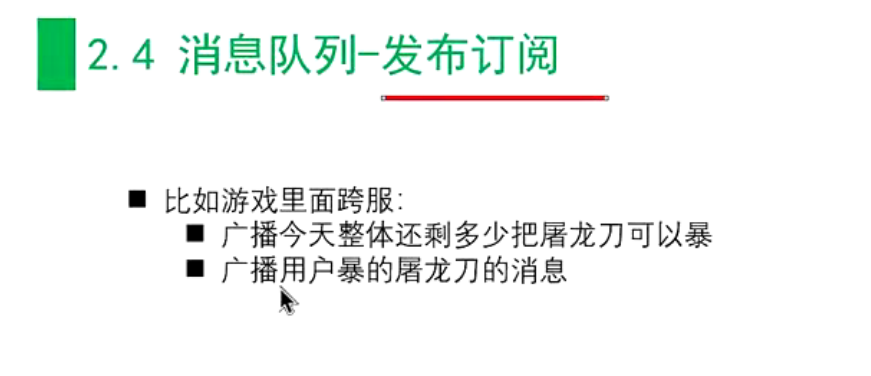 2.4 消息队列-发布订阅
比如游戏里面跨服:
广播今天整体还剩多少把屠龙刀可以暴
广播用户暴的屠龙刀的消息